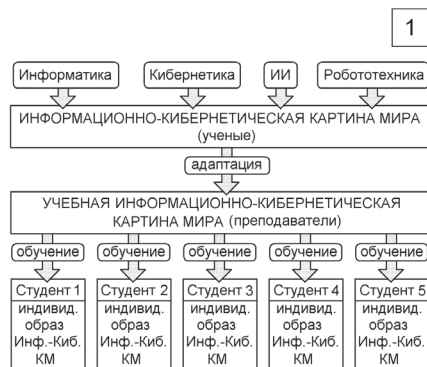 1
Информатика Кибернетика ИИ Робототехника
ИНФОРМАЦИОННО-КИБЕРНЕТИЧЕСКАЯ КАРТИНА МИРА
(ученые)
адаптация
УЧЕБНАЯ ИНФОРМАЦИОННО-КИБЕРНЕТИЧЕСКАЯ
КАРТИНА МИРА (преподаватели)
обучение обучение обучение обучение обучение
Студент 1 Студент 2 Студент 3 Студент 4 Студент 5
индивид. индивид. индивид. индивид. индивид.
образ образ образ образ образ
Инф.-Киб. Инф.-Киб. Инф.-Киб. Инф.-Киб. Инф.-Киб.
КМ КМ КМ КМ КМ